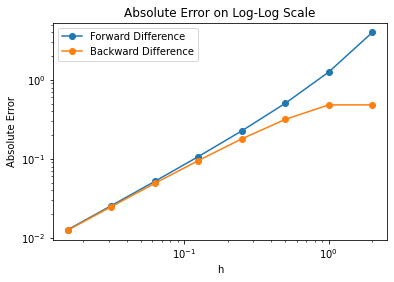 Absolute Error on Log-Log Scale
Forward Difference
Backward Difference
Absolute Error
10⁰
10⁻¹
10⁻²
10⁻¹
10⁰
h